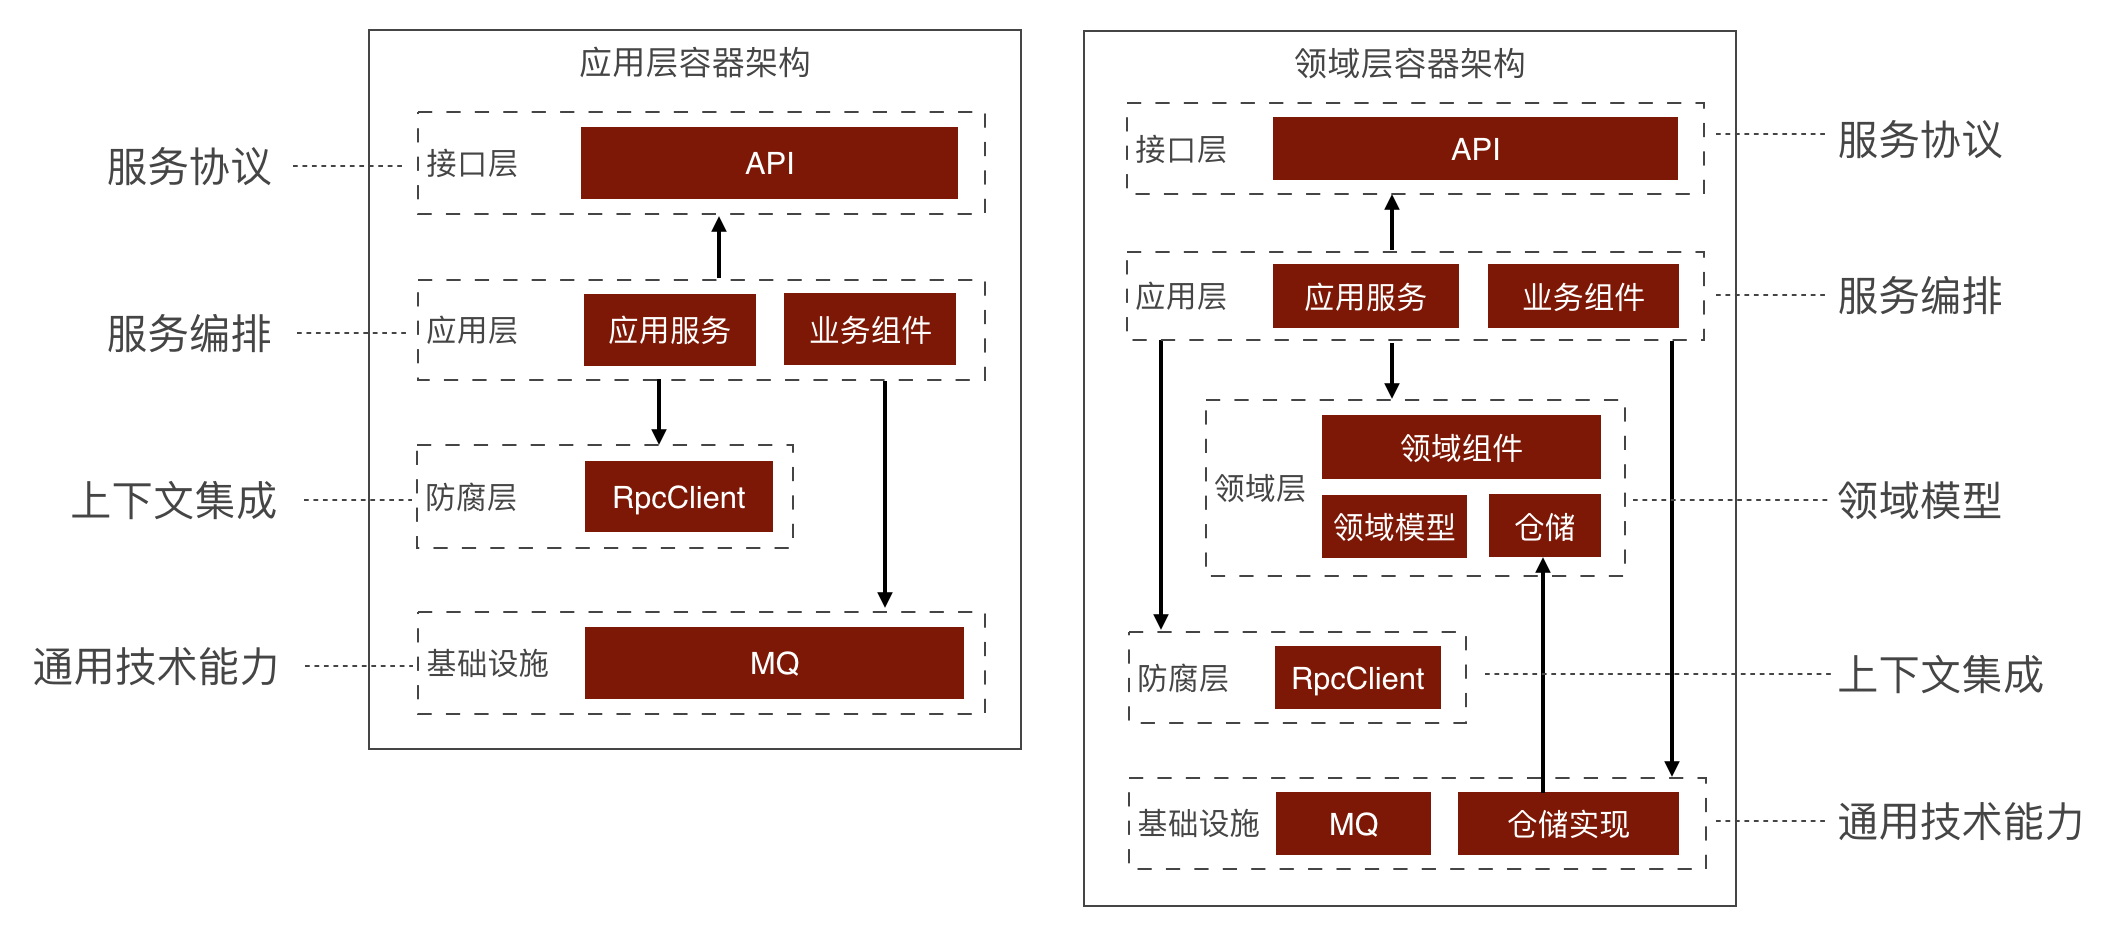 应用层容器架构
服务协议
接口层
API
服务编排
应用层
应用服务
业务组件
上下文集成
防腐层
RpcClient
通用技术能力
基础设施
MQ
领域层容器架构
接口层
API
服务协议
应用层
应用服务
业务组件
服务编排
领域层
领域组件
领域模型
仓储
领域模型
防腐层
RpcClient
上下文集成
基础设施
MQ
仓储实现
通用技术能力